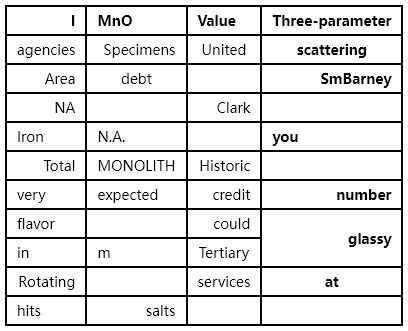 I MnO Value Three-parameter
agencies Specimens United scattering
Area debt SmBarney
NA Clark
Iron N.A. you
Total MONOLITH Historic
very expected credit number
flavor could glassy
in m Tertiary
Rotating services at
hits salts